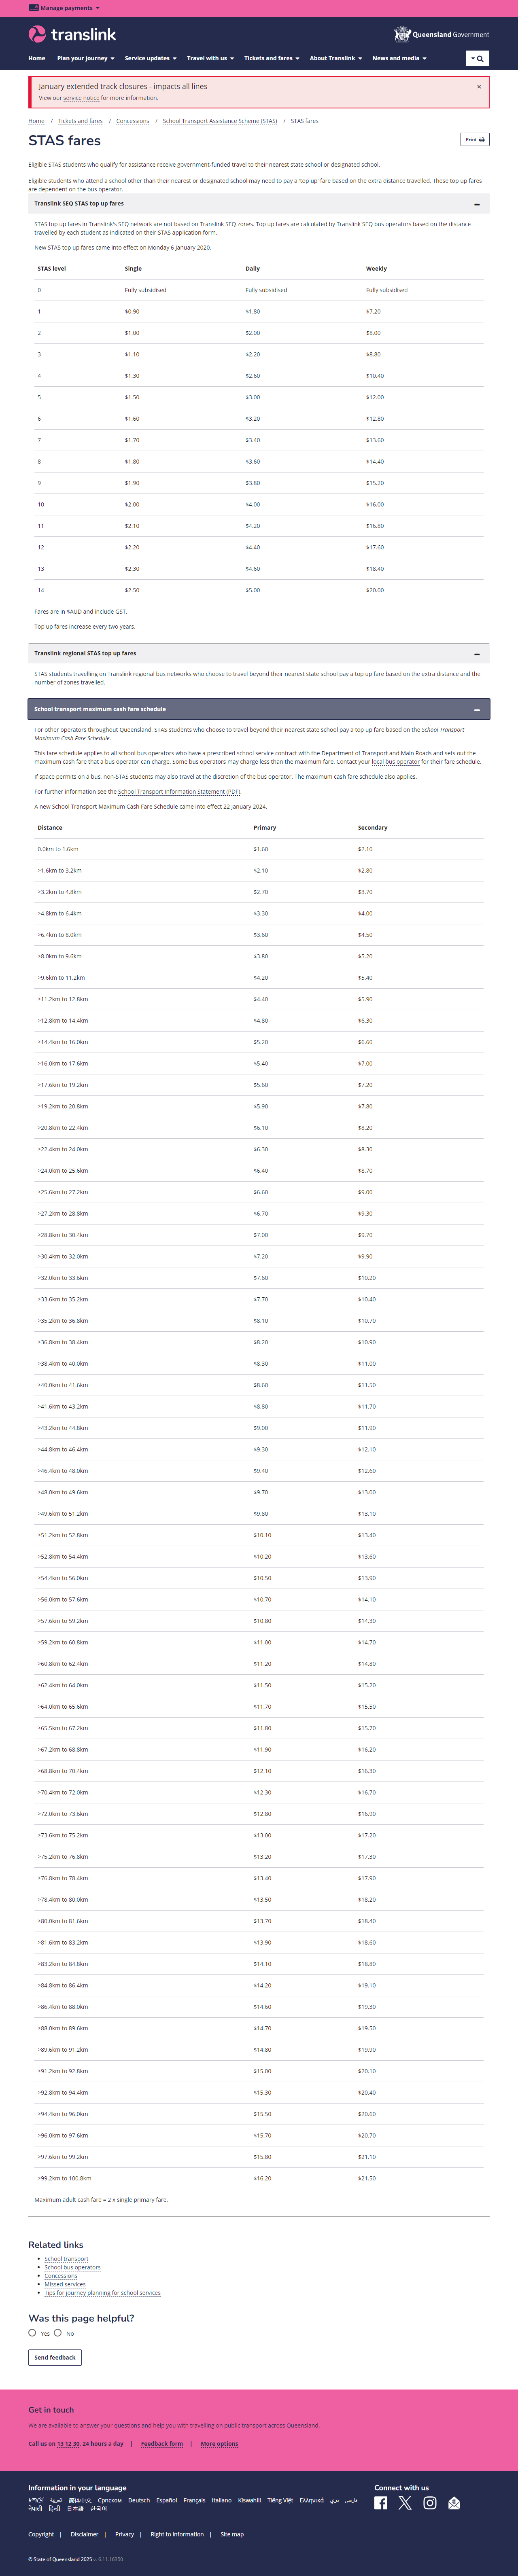 Manage payments
translink
Queensland Government
Home Plan your journey Service updates Travel with us Tickets and fares About Translink News and media
January extended track closures - impacts all lines
×
View our service notice for more information.
Home / Tickets and fares / Concessions / School Transport Assistance Scheme (STAS) / STAS fares
STAS fares
Print
Eligible STAS students who qualify for assistance receive government-funded travel to their nearest state school or designated school.
Eligible students who attend a school other than their nearest or designated school may need to pay a 'top up' fare based on the extra distance travelled. These top up fares
are dependent on the bus operator.
Translink SEQ STAS top up fares
STAS top up fares in Translink's SEQ network are not based on Translink SEQ zones. Top up fares are calculated by Translink SEQ bus operators based on the distance
travelled by each student as indicated on their STAS application form.
New STAS top up fares came into effect on Monday 6 January 2020.
STAS level Single Daily Weekly
0 Fully subsidised Fully subsidised Fully subsidised
1 $0.90 $1.80 $7.20
2 $1.00 $2.00 $8.00
3 $1.10 $2.20 $8.80
4 $1.30 $2.60 $10.40
5 $1.50 $3.00 $12.00
6 $1.60 $3.20 $12.80
7 $1.70 $3.40 $13.60
8 $1.80 $3.60 $14.40
9 $1.90 $3.80 $15.20
10 $2.00 $4.00 $16.00
11 $2.10 $4.20 $16.80
12 $2.20 $4.40 $17.60
13 $2.30 $4.60 $18.40
14 $2.50 $5.00 $20.00
Fares are in $AUD and include GST.
Top up fares increase every two years.
Translink regional STAS top up fares
STAS students travelling on Translink regional bus networks who choose to travel beyond their nearest state school pay a top up fare based on the extra distance and the
number of zones travelled.
School transport maximum cash fare schedule
For other operators throughout Queensland, STAS students who choose to travel beyond their nearest state school pay a top up fare based on the School Transport
Maximum Cash Fare Schedule.
This fare schedule applies to all school bus operators who have a prescribed school service contract with the Department of Transport and Main Roads and sets out the
maximum cash fare that a bus operator can charge. Some bus operators may charge less than the maximum fare. Contact your local bus operator for their fare schedule.
If space permits on a bus, non-STAS students may also travel at the discretion of the bus operator. The maximum cash fare schedule also applies.
For further information see the School Transport Information Statement (PDF).
A new School Transport Maximum Cash Fare Schedule came into effect 22 January 2024.
Distance Primary Secondary
0.0km to 1.6km $1.60 $2.10
>1.6km to 3.2km $2.10 $2.80
>3.2km to 4.8km $2.70 $3.70
>4.8km to 6.4km $3.30 $4.00
>6.4km to 8.0km $3.60 $4.50
>8.0km to 9.6km $3.80 $5.20
>9.6km to 11.2km $4.20 $5.40
>11.2km to 12.8km $4.40 $5.90
>12.8km to 14.4km $4.80 $6.30
>14.4km to 16.0km $5.20 $6.60
>16.0km to 17.6km $5.40 $7.00
>17.6km to 19.2km $5.60 $7.20
>19.2km to 20.8km $5.90 $7.80
>20.8km to 22.4km $6.10 $8.20
>22.4km to 24.0km $6.30 $8.30
>24.0km to 25.6km $6.40 $8.70
>25.6km to 27.2km $6.60 $9.00
>27.2km to 28.8km $6.70 $9.30
>28.8km to 30.4km $7.00 $9.70
>30.4km to 32.0km $7.20 $9.90
>32.0km to 33.6km $7.60 $10.20
>33.6km to 35.2km $7.70 $10.40
>35.2km to 36.8km $8.10 $10.70
>36.8km to 38.4km $8.20 $10.90
>38.4km to 40.0km $8.30 $11.00
>40.0km to 41.6km $8.60 $11.50
>41.6km to 43.2km $8.80 $11.70
>43.2km to 44.8km $9.00 $11.90
>44.8km to 46.4km $9.30 $12.10
>46.4km to 48.0km $9.40 $12.60
>48.0km to 49.6km $9.70 $13.00
>49.6km to 51.2km $9.80 $13.10
>51.2km to 52.8km $10.10 $13.40
>52.8km to 54.4km $10.20 $13.60
>54.4km to 56.0km $10.50 $13.90
>56.0km to 57.6km $10.70 $14.10
>57.6km to 59.2km $10.80 $14.30
>59.2km to 60.8km $11.00 $14.70
>60.8km to 62.4km $11.20 $14.80
>62.4km to 64.0km $11.50 $15.20
>64.0km to 65.6km $11.70 $15.50
>65.5km to 67.2km $11.80 $15.70
>67.2km to 68.8km $11.90 $16.20
>68.8km to 70.4km $12.10 $16.30
>70.4km to 72.0km $12.30 $16.70
>72.0km to 73.6km $12.80 $16.90
>73.6km to 75.2km $13.00 $17.20
>75.2km to 76.8km $13.20 $17.30
>76.8km to 78.4km $13.40 $17.90
>78.4km to 80.0km $13.50 $18.20
>80.0km to 81.6km $13.70 $18.40
>81.6km to 83.2km $13.90 $18.60
>83.2km to 84.8km $14.10 $18.80
>84.8km to 86.4km $14.20 $19.10
>86.4km to 88.0km $14.60 $19.30
>88.0km to 89.6km $14.70 $19.50
>89.6km to 91.2km $14.80 $19.90
>91.2km to 92.8km $15.00 $20.10
>92.8km to 94.4km $15.30 $20.40
>94.4km to 96.0km $15.50 $20.60
>96.0km to 97.6km $15.70 $20.70
>97.6km to 99.2km $15.80 $21.10
>99.2km to 100.8km $16.20 $21.50
Maximum adult cash fare = 2 x single primary fare.
Related links
School transport
School bus operators
Concessions
Missed services
Tips for journey planning for school services
Was this page helpful?
Yes No
Send feedback
Get in touch
We are available to answer your questions and help you with travelling on public transport across Queensland.
Call us on 13 12 30, 24 hours a day | Feedback form | More options
Information in your language
Connect with us
አማርኛ العربية 简体中文 Српском Deutsch Español Français Italiano Kiswahili Tiếng Việt Ελληνικά دری فارسی
नेपाली हिन्दी 日本語 한국어
Copyright | Disclaimer | Privacy | Right to information | Site map
© State of Queensland 2025 v. 6.11.16350